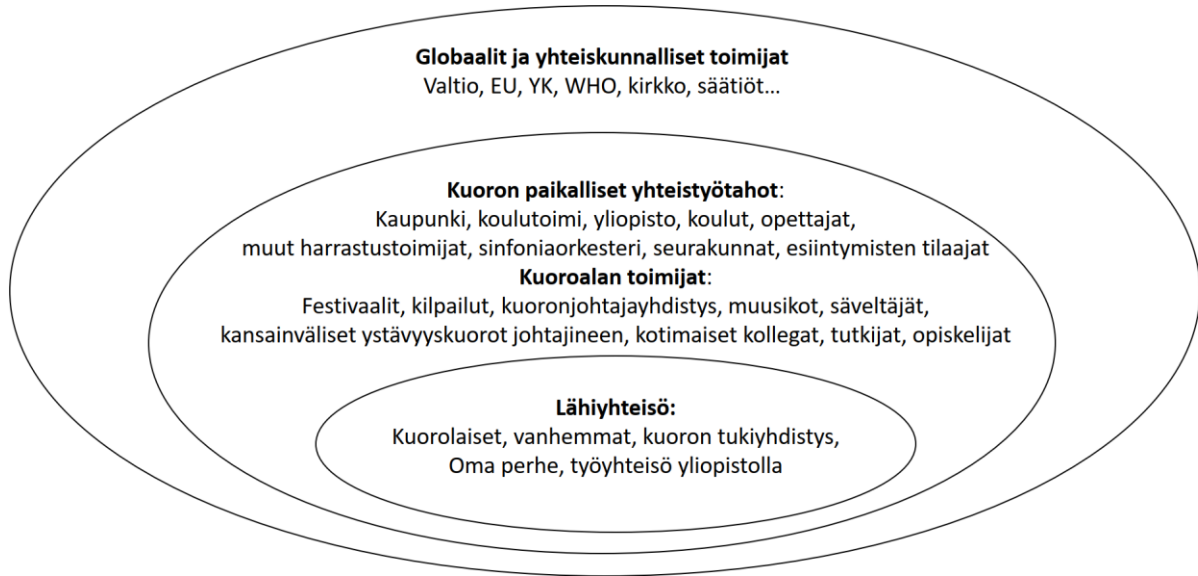 Globaalit ja yhteiskunnalliset toimijat
Valtio, EU, YK, WHO, kirkko, säätiöt...
Kuoron paikalliset yhteistyötahot:
Kaupunki, koulutoimi, yliopisto, koulut, opettajat,
muut harrastustoimijat, sinfoniaorkesteri, seurakunnat, esiintymisten tilaajat
Kuoroalan toimijat:
Festivaalit, kilpailut, kuoronjohtajayhdistys, muusikot, säveltäjät,
kansainväliset ystävyyskuorot johtajineen, kotimaiset kollegat, tutkijat, opiskelijat
Lähiyhteisö:
Kuorolaiset, vanhemmat, kuoron tukiyhdistys,
Oma perhe, työyhteisö yliopistolla